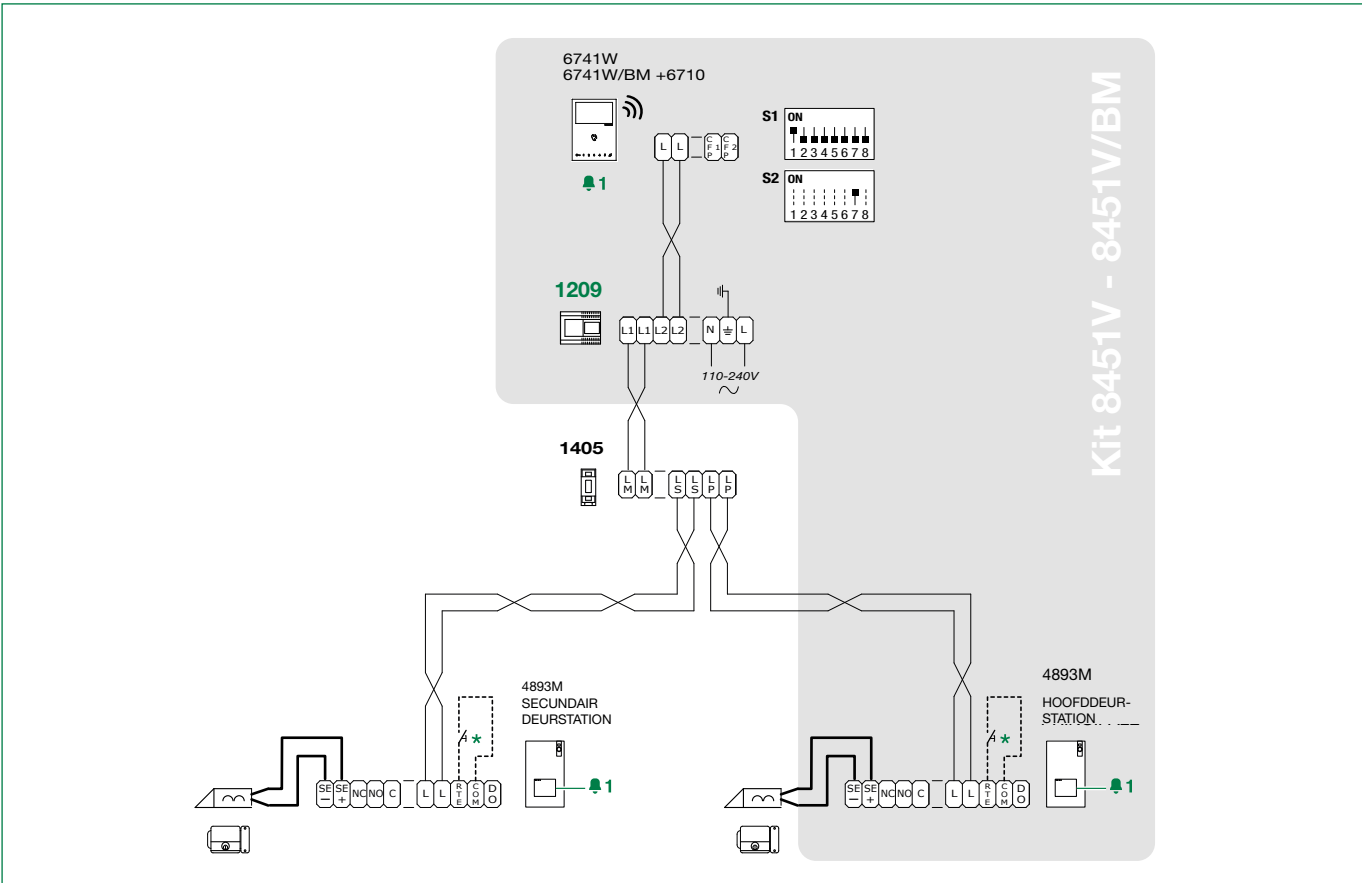 6741W
6741W/BM +6710
S1 ON
1 2 3 4 5 6 7 8
S2 ON
1 2 3 4 5 6 7 8
L L CFP1 CFP2
1
Kit 8451V - 8451V/BM
1209
L1 L1 L2 L2 N L
110-240V
1405
LM LM LS LS LP LP
4893M
SECUNDAIR
DEURSTATION
*
SE- SE+ NC NO C L L RTE COM DO
1
4893M
HOOFDDEUR-
STATION
*
SE- SE+ NC NO C L L RTE COM DO
1